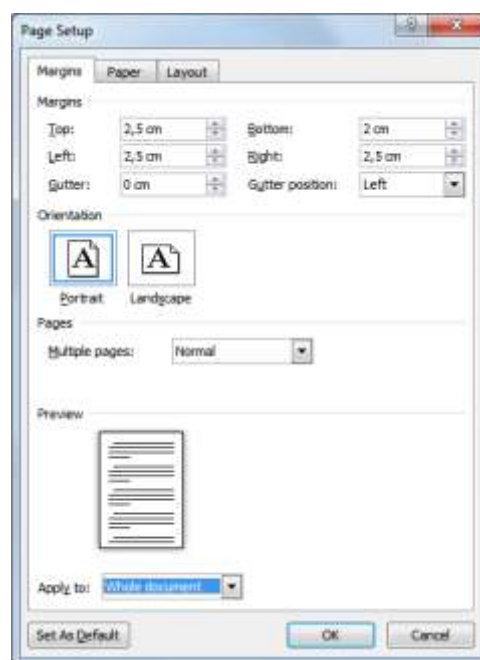 Page Setup
Margins Paper Layout
Margins
Top: 2,5 cm Bottom: 2 cm
Left: 2,5 cm Right: 2,5 cm
Gutter: 0 cm Gutter position: Left
Orientation
A A
Portrait Landscape
Pages
Multiple pages: Normal
Preview
Apply to: Whole document
Set As Default OK Cancel